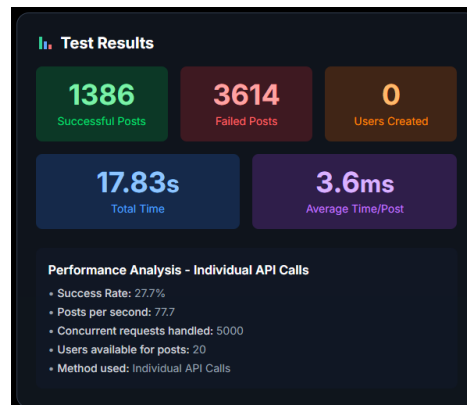 Test Results
1386
Successful Posts
3614
Failed Posts
0
Users Created
17.83s
Total Time
3.6ms
Average Time/Post
Performance Analysis - Individual API Calls
• Success Rate: 27.7%
• Posts per second: 77.7
• Concurrent requests handled: 5000
• Users available for posts: 20
• Method used: Individual API Calls